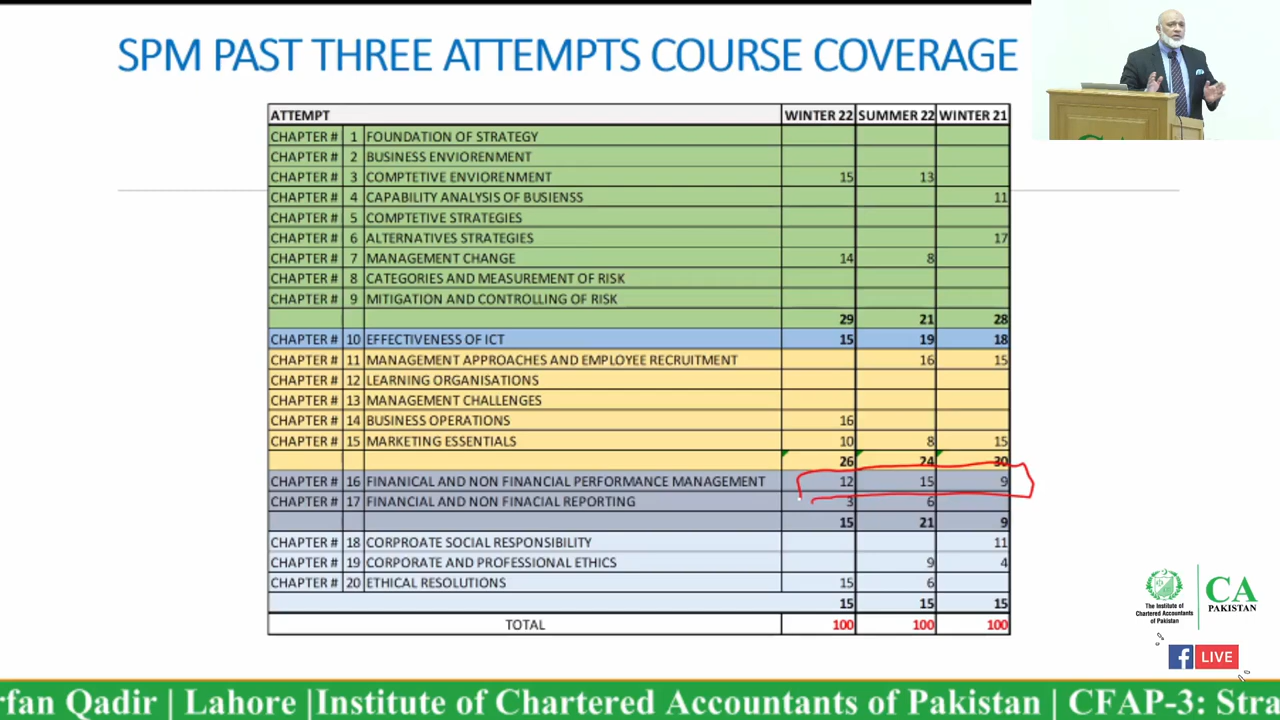 SPM PAST THREE ATTEMPTS COURSE COVERAGE
ATTEMPT WINTER 22 SUMMER 22 WINTER 21
CHAPTER # 1 FOUNDATION OF STRATEGY
CHAPTER # 2 BUSINESS ENVIORENMENT
CHAPTER # 3 COMPTETIVE ENVIORENMENT 15 13
CHAPTER # 4 CAPABILITY ANALYSIS OF BUSIENSS 11
CHAPTER # 5 COMPTETIVE STRATEGIES
CHAPTER # 6 ALTERNATIVES STRATEGIES 17
CHAPTER # 7 MANAGEMENT CHANGE 14 8
CHAPTER # 8 CATEGORIES AND MEASUREMENT OF RISK
CHAPTER # 9 MITIGATION AND CONTROLLING OF RISK
29 21 28
CHAPTER # 10 EFFECTIVENESS OF ICT 15 19 18
CHAPTER # 11 MANAGEMENT APPROACHES AND EMPLOYEE RECRUITMENT 16 15
CHAPTER # 12 LEARNING ORGANISATIONS
CHAPTER # 13 MANAGEMENT CHALLENGES
CHAPTER # 14 BUSINESS OPERATIONS 16
CHAPTER # 15 MARKETING ESSENTIALS 10 8 15
26 24 30
CHAPTER # 16 FINANICAL AND NON FINANCIAL PERFORMANCE MANAGEMENT 12 15 9
CHAPTER # 17 FINANCIAL AND NON FINACIAL REPORTING 3 6
15 21 9
CHAPTER # 18 CORPROATE SOCIAL RESPONSIBILITY 11
CHAPTER # 19 CORPORATE AND PROFESSIONAL ETHICS 9 4
CHAPTER # 20 ETHICAL RESOLUTIONS 15 6
15 15 15
TOTAL 100 100 100
The Institute of
Chartered Accountants
of Pakistan
CA
PAKISTAN
f LIVE
rfan Qadir | Lahore |Institute of Chartered Accountants of Pakistan | CFAP-3: Stra